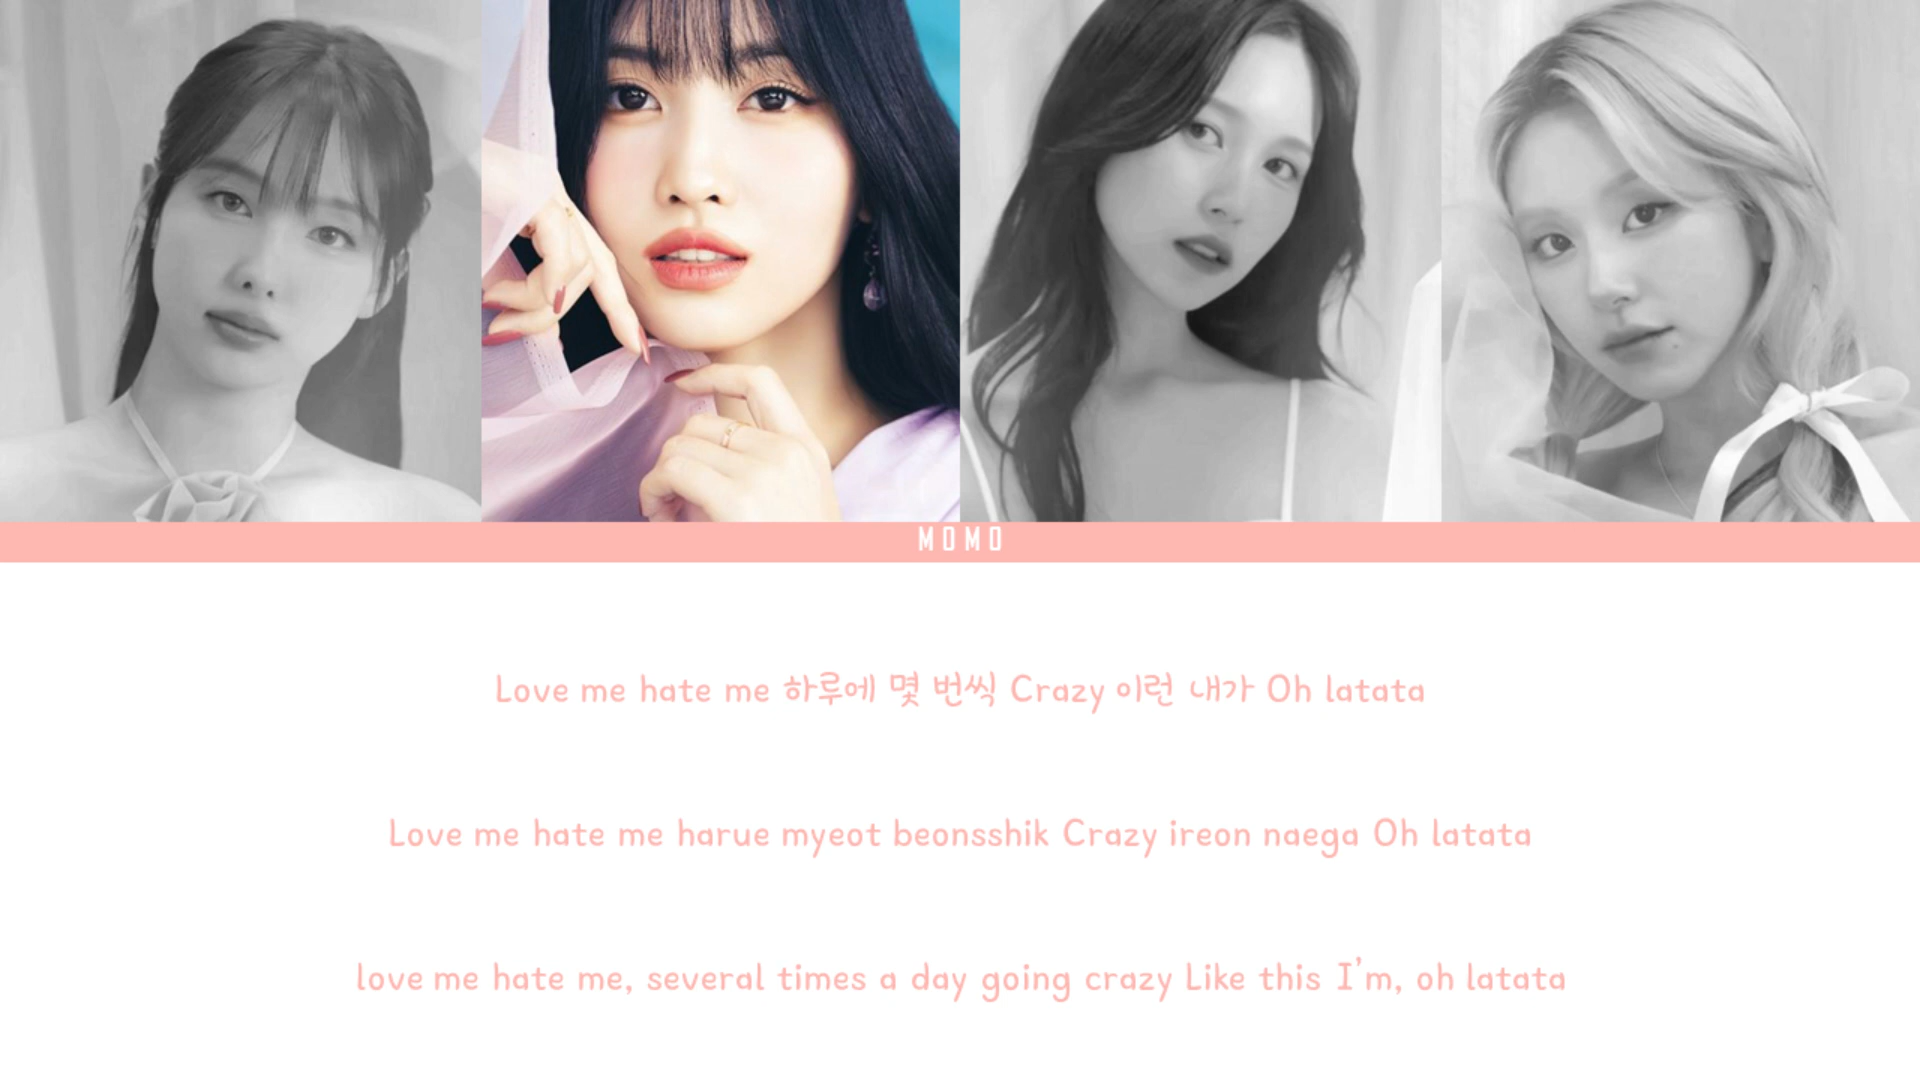 MOMO
Love me hate me 하루에 몇 번씩 Crazy 이런 내가 Oh latata
Love me hate me harue myeot beonsshik Crazy ireon naega Oh latata
love me hate me, several times a day going crazy Like this I'm, oh latata